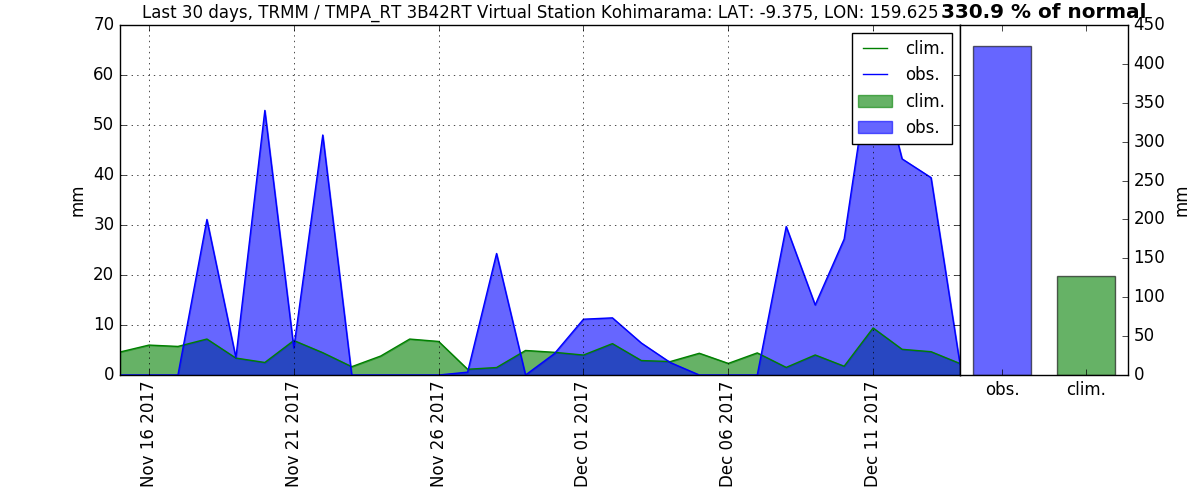 Last 30 days, TRMM / TMPA_RT 3B42RT Virtual Station Kohimarama: LAT: -9.375, LON: 159.625
330.9 % of normal
70
60
50
40
30
20
10
0
mm
clim.
obs.
clim.
obs.
450
400
350
300
250
200
150
100
50
0
mm
obs.
clim.
Nov 16 2017
Nov 21 2017
Nov 26 2017
Dec 01 2017
Dec 06 2017
Dec 11 2017